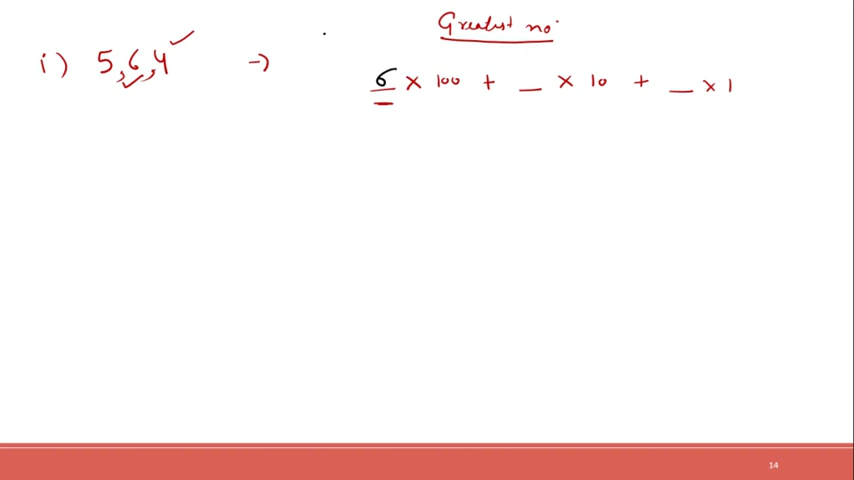 Greatest no.
i) 5, 6, 4 ✓ →
6 × 100 + _ × 10 + _ × 1
14